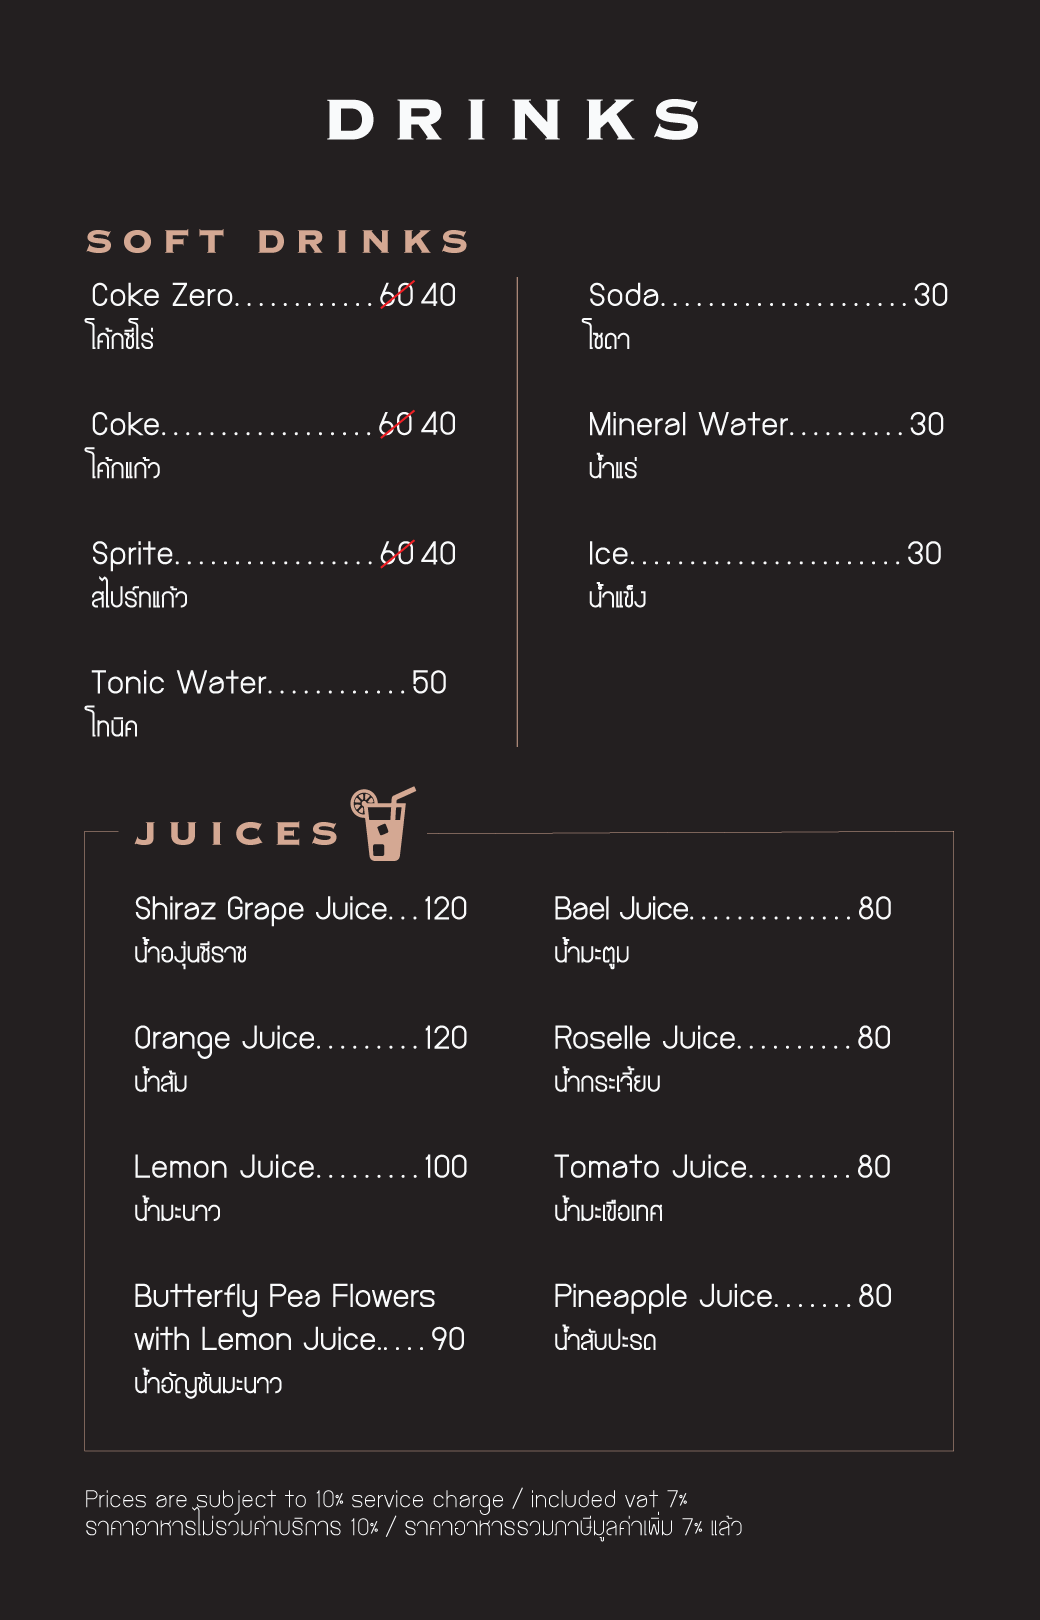 DRINKS
SOFT DRINKS
Coke Zero............60 40
โค้กซีโร่
Coke..................60 40
โค้กแก้ว
Sprite.................60 40
สไปร์ทแก้ว
Tonic Water............50
โทนิค
Soda.....................30
โซดา
Mineral Water..........30
น้ำแร่
Ice.......................30
น้ำแข็ง
JUICES
Shiraz Grape Juice...120
น้ำองุ่นชีราช
Orange Juice.........120
น้ำส้ม
Lemon Juice.........100
น้ำมะนาว
Butterfly Pea Flowers
with Lemon Juice.....90
น้ำอัญชันมะนาว
Bael Juice..............80
น้ำมะตูม
Roselle Juice..........80
น้ำกระเจี้ยบ
Tomato Juice.........80
น้ำมะเขือเทศ
Pineapple Juice.......80
น้ำสับปะรด
Prices are subject to 10% service charge / included vat 7%
ราคาอาหารไม่รวมค่าบริการ 10% / ราคาอาหารรวมภาษีมูลค่าเพิ่ม 7% แล้ว